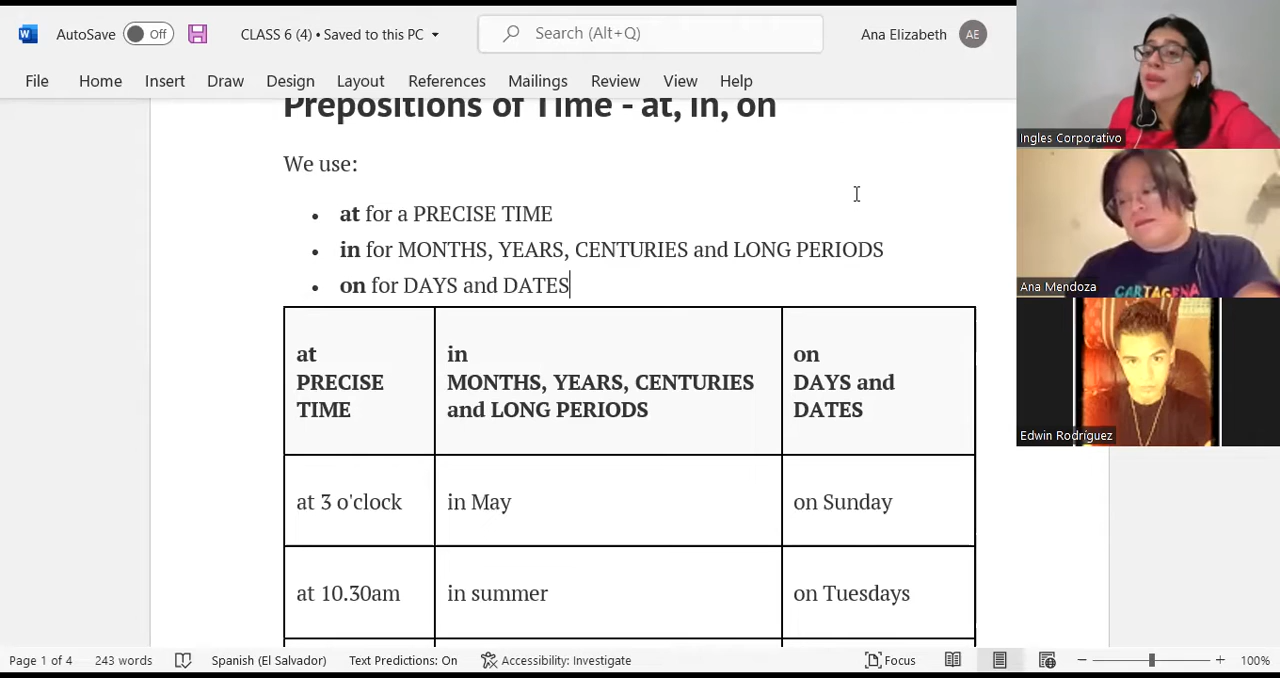 AutoSave Off CLASS 6 (4) • Saved to this PC Search (Alt+Q) Ana Elizabeth AE
File Home Insert Draw Design Layout References Mailings Review View Help
Prepositions of Time - at, in, on
We use:
• at for a PRECISE TIME
• in for MONTHS, YEARS, CENTURIES and LONG PERIODS
• on for DAYS and DATES
at
PRECISE
TIME
in
MONTHS, YEARS, CENTURIES
and LONG PERIODS
on
DAYS and
DATES
at 3 o'clock in May on Sunday
at 10.30am in summer on Tuesdays
Page 1 of 4 243 words Spanish (El Salvador) Text Predictions: On Accessibility: Investigate Focus 100%
Ingles Corporativo
Ana Mendoza
CARTAGENA
Edwin Rodríguez